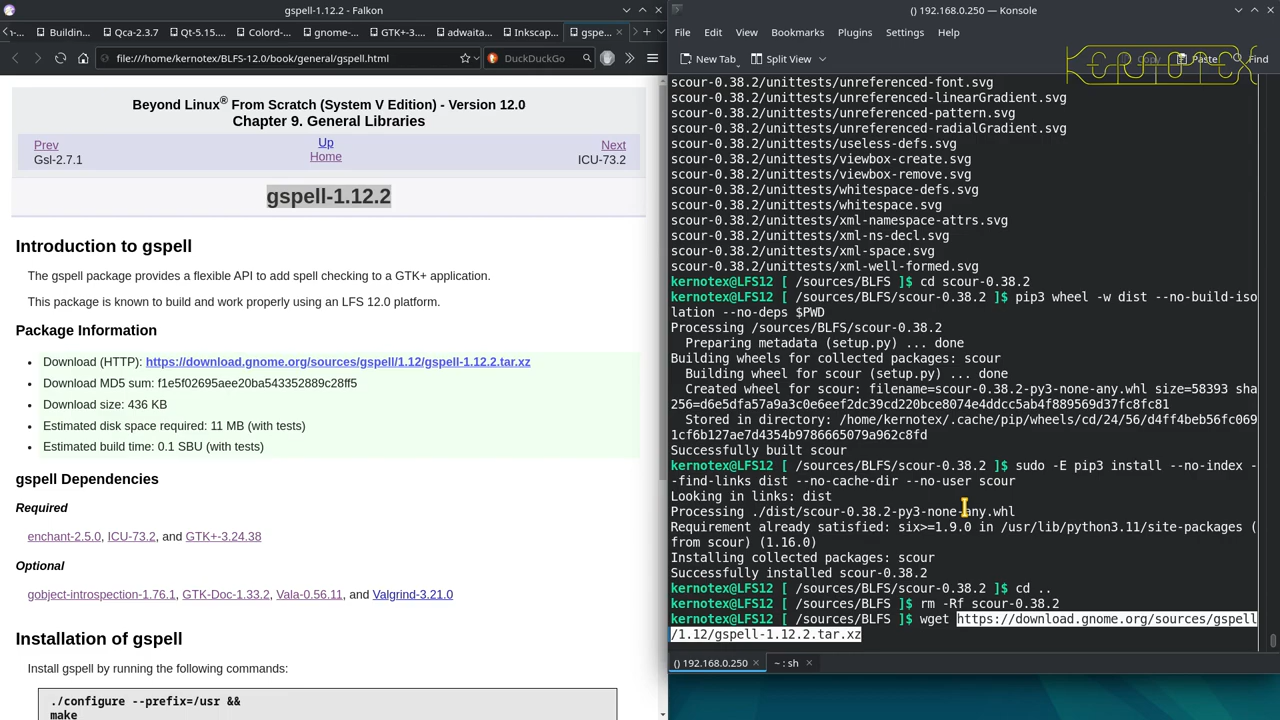 gspell-1.12.2 - Falkon
Building...
Qca-2.3.7
Qt-5.15....
Colord-...
gnome-...
GTK+-3....
adwaita...
Inkscap...
gspe...
file:///home/kernotex/BLFS-12.0/book/general/gspell.html
DuckDuckGo
Beyond Linux® From Scratch (System V Edition) - Version 12.0
Chapter 9. General Libraries
Prev
Up
Next
Gsl-2.7.1
Home
ICU-73.2
gspell-1.12.2
Introduction to gspell
The gspell package provides a flexible API to add spell checking to a GTK+ application.
This package is known to build and work properly using an LFS 12.0 platform.
Package Information
• Download (HTTP): https://download.gnome.org/sources/gspell/1.12/gspell-1.12.2.tar.xz
• Download MD5 sum: f1e5f02695aee20ba543352889c28ff5
• Download size: 436 KB
• Estimated disk space required: 11 MB (with tests)
• Estimated build time: 0.1 SBU (with tests)
gspell Dependencies
Required
enchant-2.5.0, ICU-73.2, and GTK+-3.24.38
Optional
gobject-introspection-1.76.1, GTK-Doc-1.33.2, Vala-0.56.11, and Valgrind-3.21.0
Installation of gspell
Install gspell by running the following commands:
./configure --prefix=/usr &&
make
() 192.168.0.250 — Konsole
File Edit View Bookmarks Plugins Settings Help
New Tab Split View Copy Paste Find
KERNOTEX
scour-0.38.2/unittests/unreferenced-font.svg
scour-0.38.2/unittests/unreferenced-linearGradient.svg
scour-0.38.2/unittests/unreferenced-pattern.svg
scour-0.38.2/unittests/unreferenced-radialGradient.svg
scour-0.38.2/unittests/useless-defs.svg
scour-0.38.2/unittests/viewbox-create.svg
scour-0.38.2/unittests/viewbox-remove.svg
scour-0.38.2/unittests/whitespace-defs.svg
scour-0.38.2/unittests/whitespace.svg
scour-0.38.2/unittests/xml-namespace-attrs.svg
scour-0.38.2/unittests/xml-ns-decl.svg
scour-0.38.2/unittests/xml-space.svg
scour-0.38.2/unittests/xml-well-formed.svg
kernotex@LFS12 [ /sources/BLFS ]$ cd scour-0.38.2
kernotex@LFS12 [ /sources/BLFS/scour-0.38.2 ]$ pip3 wheel -w dist --no-build-iso
lation --no-deps $PWD
Processing /sources/BLFS/scour-0.38.2
Preparing metadata (setup.py) ... done
Building wheels for collected packages: scour
Building wheel for scour (setup.py) ... done
Created wheel for scour: filename=scour-0.38.2-py3-none-any.whl size=58393 sha
256=d6e5dfa57a9a3c0e6eef2dc39cd220bce8074e4ddcc5ab4f889569d37fc8fc81
Stored in directory: /home/kernotex/.cache/pip/wheels/cd/24/56/d4ff4beb56fc069
1cf6b127ae7d4354b9786665079a962c8fd
Successfully built scour
kernotex@LFS12 [ /sources/BLFS/scour-0.38.2 ]$ sudo -E pip3 install --no-index -
-find-links dist --no-cache-dir --no-user scour
Looking in links: dist
Processing ./dist/scour-0.38.2-py3-none-any.whl
Requirement already satisfied: six>=1.9.0 in /usr/lib/python3.11/site-packages (
from scour) (1.16.0)
Installing collected packages: scour
Successfully installed scour-0.38.2
kernotex@LFS12 [ /sources/BLFS/scour-0.38.2 ]$ cd ..
kernotex@LFS12 [ /sources/BLFS ]$ rm -Rf scour-0.38.2
kernotex@LFS12 [ /sources/BLFS ]$ wget https://download.gnome.org/sources/gspell
/1.12/gspell-1.12.2.tar.xz
() 192.168.0.250
~ : sh